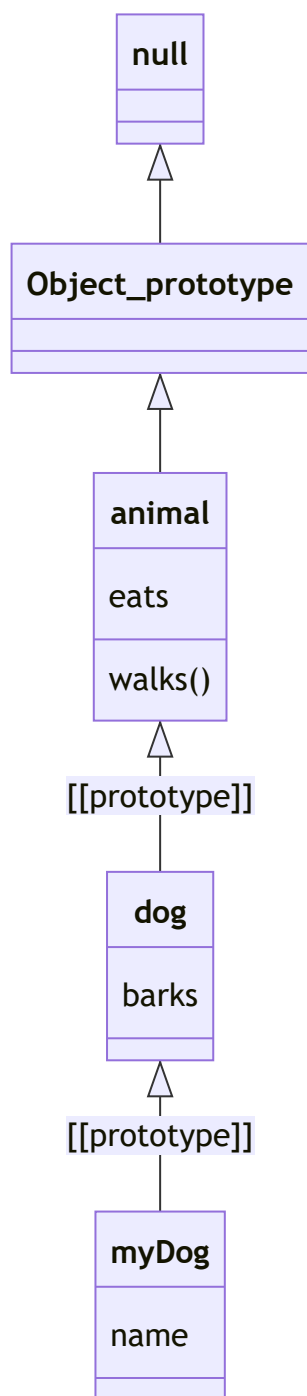 null
Object_prototype
animal
eats
walks()
[[prototype]]
dog
barks
[[prototype]]
myDog
name